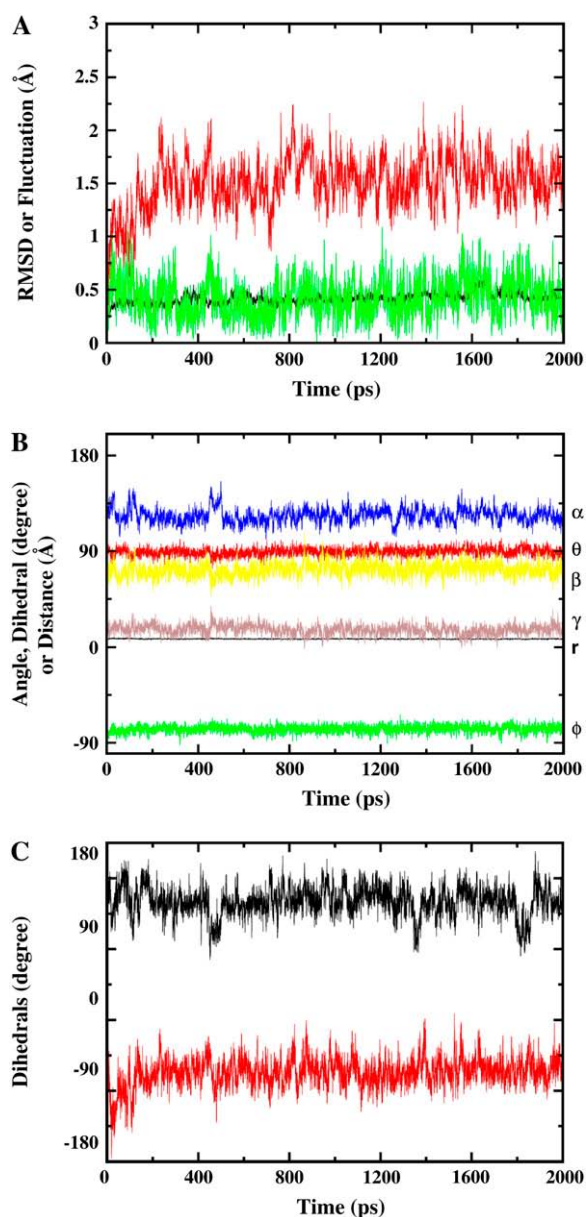 A
3
2.5
2
1.5
1
0.5
0
RMSD or Fluctuation (Å)
0 400 800 1200 1600 2000
Time (ps)
B
180
90
0
-90
Angle, Dihedral (degree)
or Distance (Å)
α
θ
β
γ
r
ϕ
0 400 800 1200 1600 2000
Time (ps)
C
180
90
0
-90
-180
Dihedrals (degree)
0 400 800 1200 1600 2000
Time (ps)